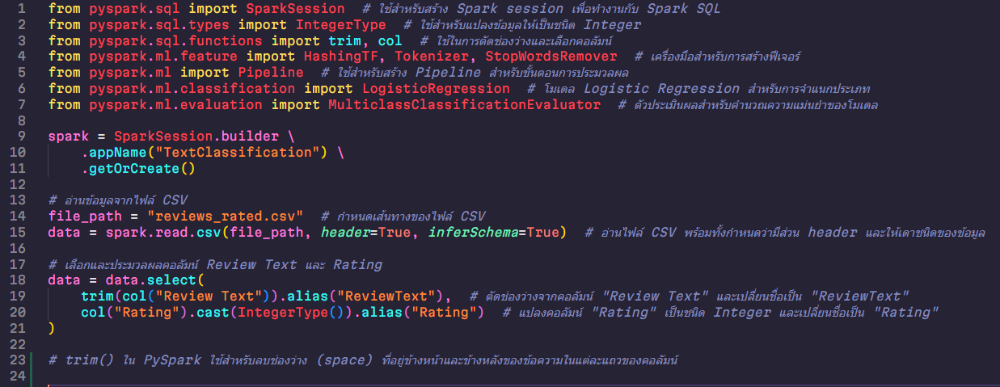 1 from pyspark.sql import SparkSession  # ใช้สำหรับสร้าง Spark session เพื่อทำงานกับ Spark SQL
2 from pyspark.sql.types import IntegerType  # ใช้สำหรับแปลงข้อมูลให้เป็นชนิด Integer
3 from pyspark.sql.functions import trim, col  # ใช้ในการตัดช่องว่างและเลือกคอลัมน์
4 from pyspark.ml.feature import HashingTF, Tokenizer, StopWordsRemover  # เครื่องมือสำหรับการสร้างฟีเจอร์
5 from pyspark.ml import Pipeline  # ใช้สำหรับสร้าง Pipeline สำหรับขั้นตอนการประมวลผล
6 from pyspark.ml.classification import LogisticRegression  # โมเดล Logistic Regression สำหรับการจำแนกประเภท
7 from pyspark.ml.evaluation import MulticlassClassificationEvaluator  # ตัวประเมินผลสำหรับคำนวณความแม่นยำของโมเดล
8
9 spark = SparkSession.builder \
10     .appName("TextClassification") \
11     .getOrCreate()
12
13 # อ่านข้อมูลจากไฟล์ CSV
14 file_path = "reviews_rated.csv"  # กำหนดเส้นทางของไฟล์ CSV
15 data = spark.read.csv(file_path, header=True, inferSchema=True)  # อ่านไฟล์ CSV พร้อมทั้งกำหนดว่ามีส่วน header และให้เดาชนิดของข้อมูล
16
17 # เลือกและประมวลผลคอลัมน์ Review Text และ Rating
18 data = data.select(
19     trim(col("Review Text")).alias("ReviewText"),  # ตัดช่องว่างจากคอลัมน์ "Review Text" และเปลี่ยนชื่อเป็น "ReviewText"
20     col("Rating").cast(IntegerType()).alias("Rating")  # แปลงคอลัมน์ "Rating" เป็นชนิด Integer และเปลี่ยนชื่อเป็น "Rating"
21 )
22
23 # trim() ใน PySpark ใช้สำหรับลบช่องว่าง (space) ที่อยู่ข้างหน้าและข้างหลังของข้อความในแต่ละแถวของคอลัมน์
24